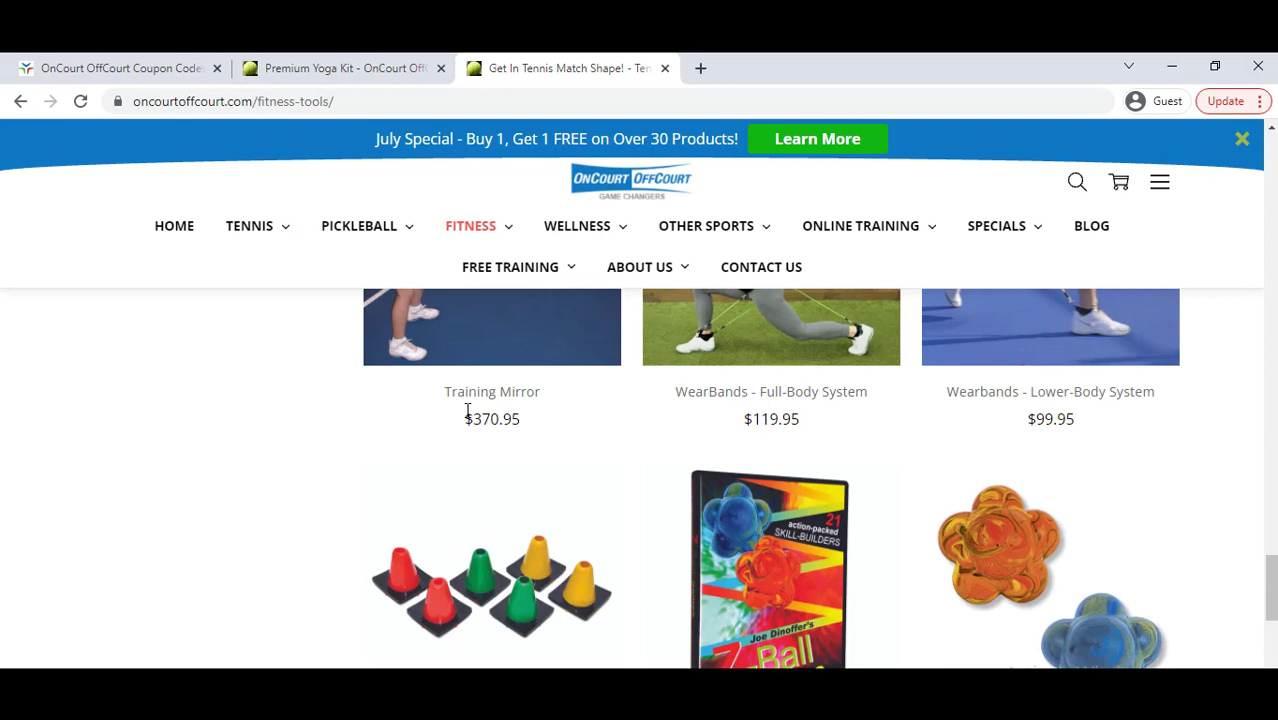 OnCourt OffCourt Coupon Codes
Premium Yoga Kit - OnCourt Off
Get In Tennis Match Shape! - Ten
oncourtoffcourt.com/fitness-tools/
Guest
Update
July Special - Buy 1, Get 1 FREE on Over 30 Products!
Learn More
ONCOURT OFFCOURT
GAME CHANGERS
HOME TENNIS PICKLEBALL FITNESS WELLNESS OTHER SPORTS ONLINE TRAINING SPECIALS BLOG
FREE TRAINING ABOUT US CONTACT US
Training Mirror
$370.95
WearBands - Full-Body System
$119.95
Wearbands - Lower-Body System
$99.95
21
action-packed
SKILL-BUILDERS
Joe Dinoffer's
Z-Ball